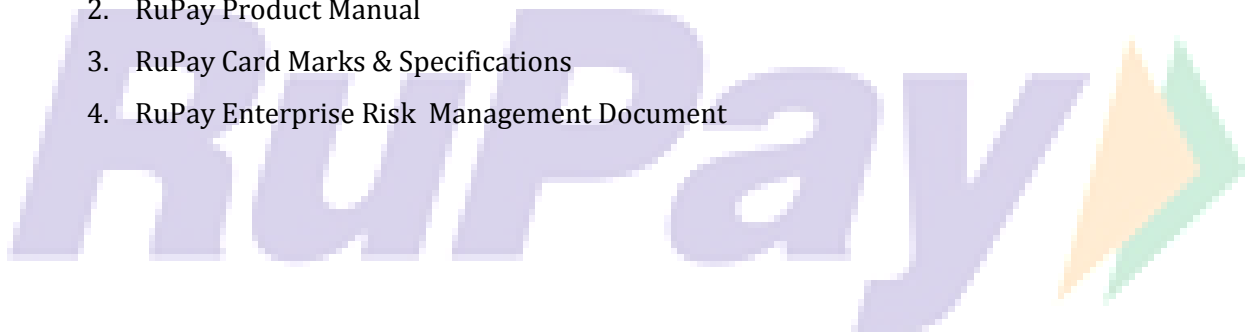 2. RuPay Product Manual
3. RuPay Card Marks & Specifications
4. RuPay Enterprise Risk Management Document
RuPay